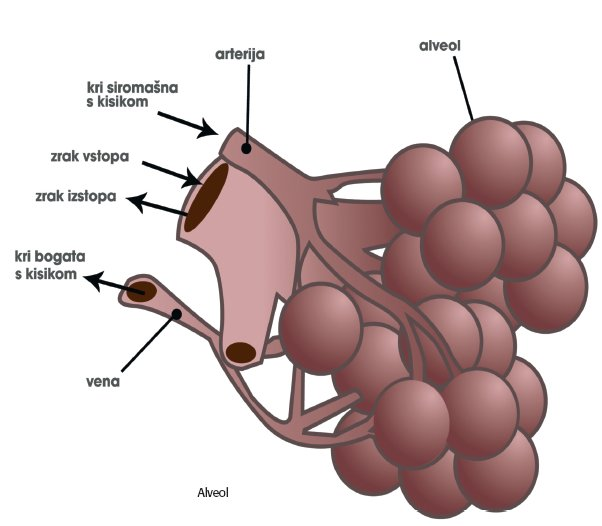 arterija
alveol
kri siromašna
s kisikom
zrak vstopa
zrak izstopa
kri bogata
s kisikom
vena
Alveol